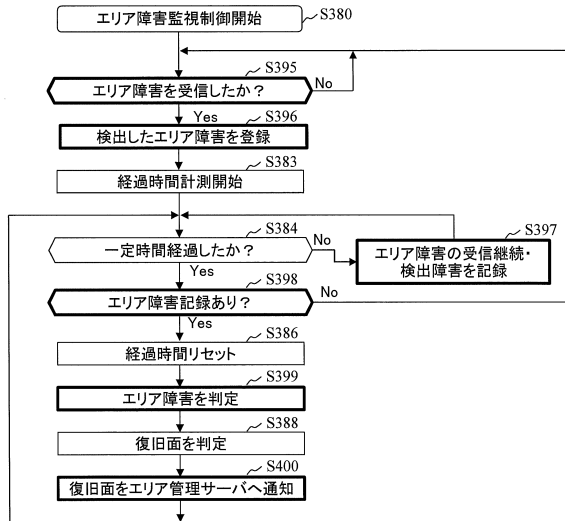 エリア障害監視制御開始
S380
S395
エリア障害を受信したか？
No
Yes
S396
検出したエリア障害を登録
S383
経過時間計測開始
S384
一定時間経過したか？
No
S397
エリア障害の受信継続・
検出障害を記録
Yes
S398
エリア障害記録あり？
No
Yes
S386
経過時間リセット
S399
エリア障害を判定
S388
復旧面を判定
S400
復旧面をエリア管理サーバへ通知